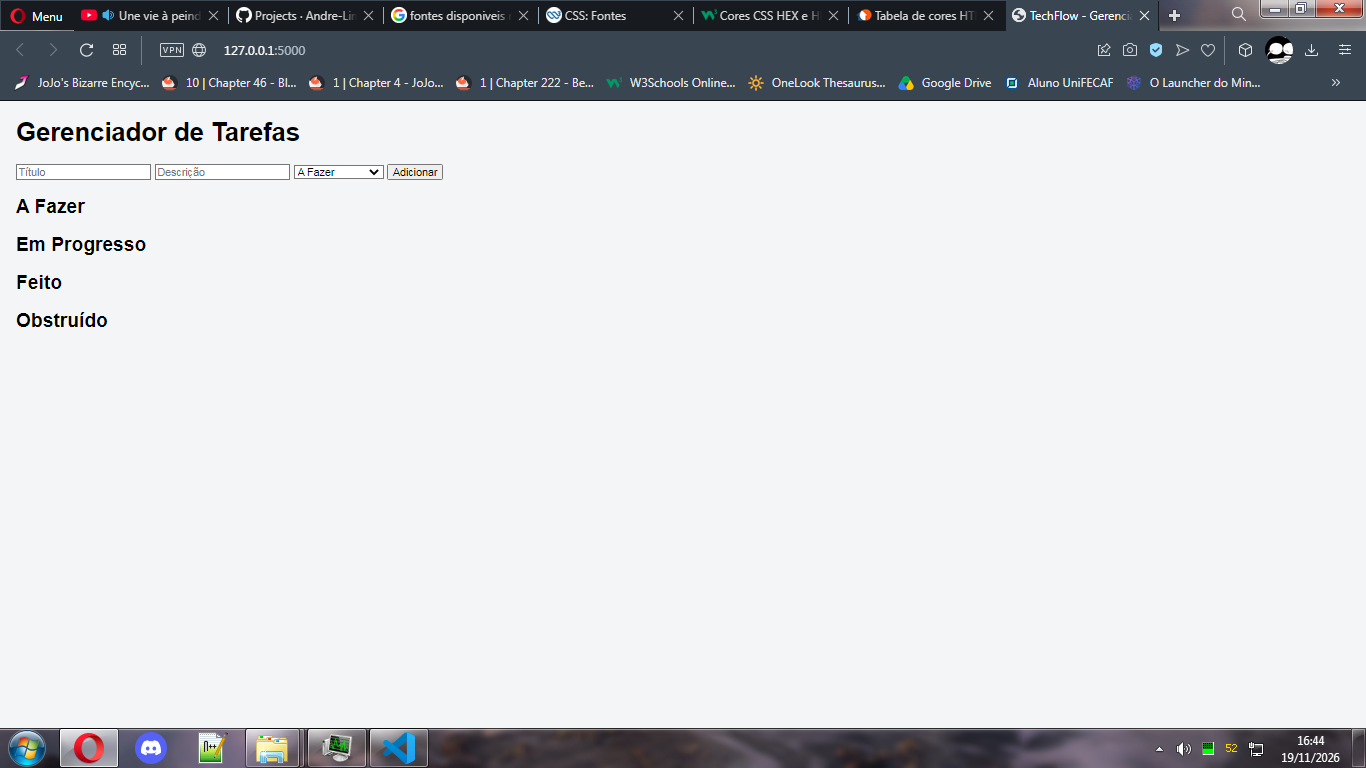 Menu
Une vie à peind
Projects · Andre-Lin
fontes disponiveis n
CSS: Fontes
Cores CSS HEX e H
Tabela de cores HT
TechFlow - Gerencia
VPN
127.0.0.1:5000
JoJo's Bizarre Encyc...
10 | Chapter 46 - Bl...
1 | Chapter 4 - JoJo...
1 | Chapter 222 - Be...
W3Schools Online...
OneLook Thesaurus...
Google Drive
Aluno UniFECAF
O Launcher do Min...
Gerenciador de Tarefas
Título
Descrição
A Fazer
Adicionar
A Fazer
Em Progresso
Feito
Obstruído
52
16:44
19/11/2026